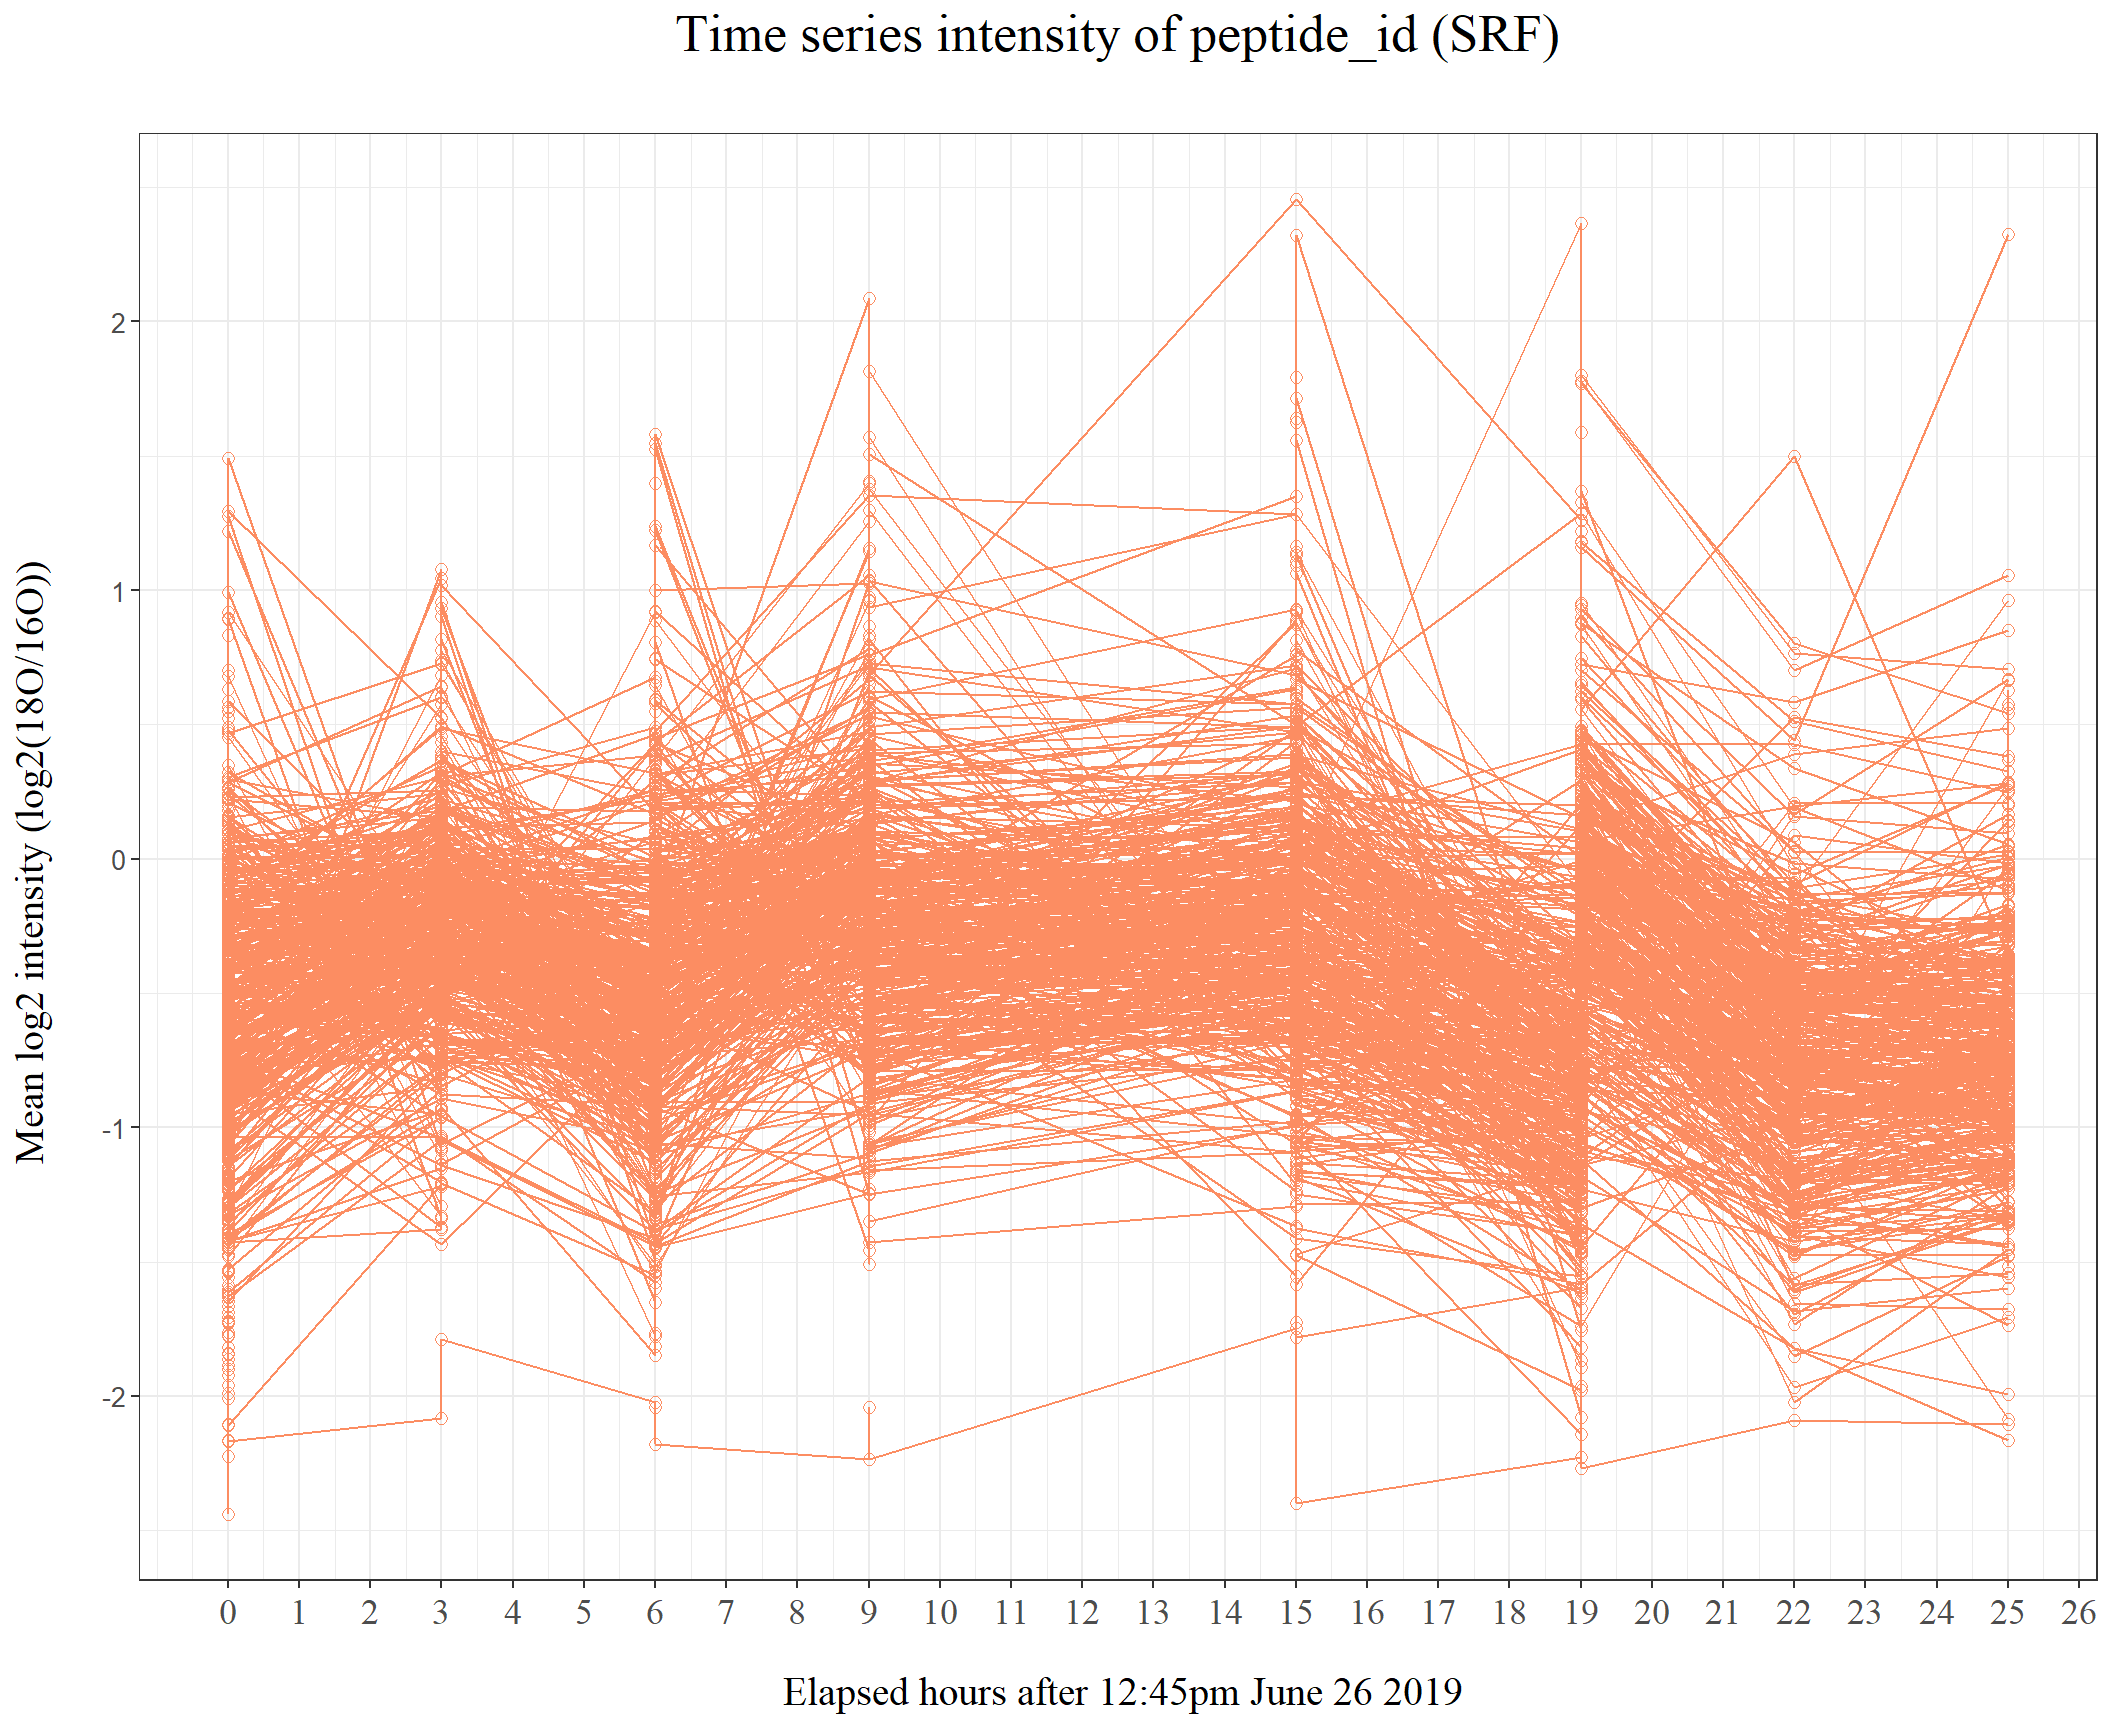 Time series intensity of peptide_id (SRF)
Mean log2 intensity (log2(18O/16O))
2
1
0
-1
-2
0 1 2 3 4 5 6 7 8 9 10 11 12 13 14 15 16 17 18 19 20 21 22 23 24 25 26
Elapsed hours after 12:45pm June 26 2019